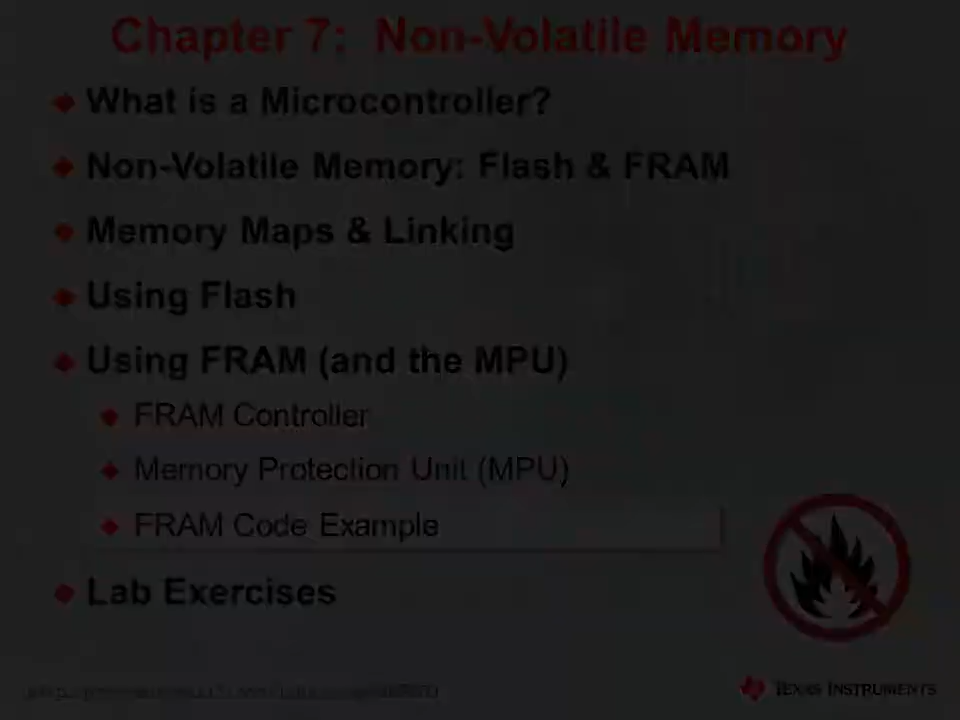 Chapter 7: Non-Volatile Memory
What is a Microcontroller?
Non-Volatile Memory: Flash & FRAM
Memory Maps & Linking
Using Flash
Using FRAM (and the MPU)
FRAM Controller
Memory Protection Unit (MPU)
FRAM Code Example
Lab Exercises
TEXAS INSTRUMENTS